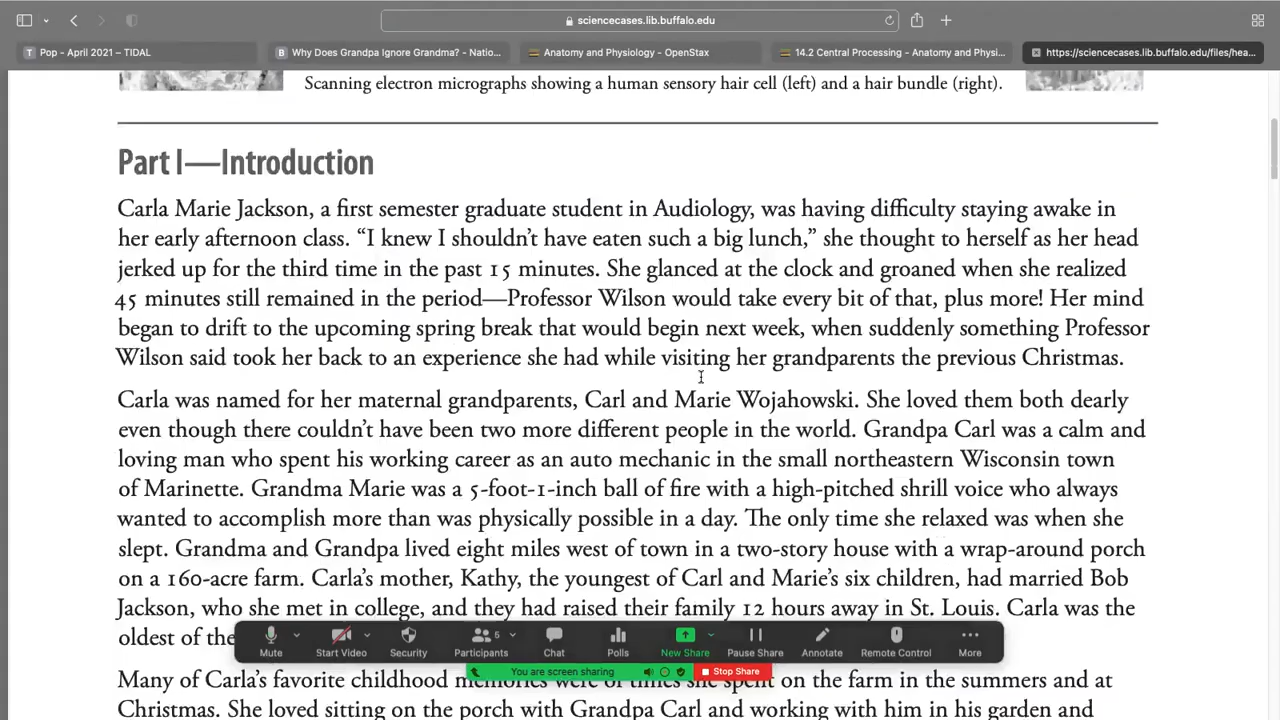 sciencecases.lib.buffalo.edu
T Pop - April 2021 – TIDAL
B Why Does Grandpa Ignore Grandma? - Natio...
Anatomy and Physiology - OpenStax
14.2 Central Processing - Anatomy and Physi...
https://sciencecases.lib.buffalo.edu/files/hea...
Scanning electron micrographs showing a human sensory hair cell (left) and a hair bundle (right).
Part I—Introduction
Carla Marie Jackson, a first semester graduate student in Audiology, was having difficulty staying awake in
her early afternoon class. “I knew I shouldn’t have eaten such a big lunch,” she thought to herself as her head
jerked up for the third time in the past 15 minutes. She glanced at the clock and groaned when she realized
45 minutes still remained in the period—Professor Wilson would take every bit of that, plus more! Her mind
began to drift to the upcoming spring break that would begin next week, when suddenly something Professor
Wilson said took her back to an experience she had while visiting her grandparents the previous Christmas.
Carla was named for her maternal grandparents, Carl and Marie Wojahowski. She loved them both dearly
even though there couldn’t have been two more different people in the world. Grandpa Carl was a calm and
loving man who spent his working career as an auto mechanic in the small northeastern Wisconsin town
of Marinette. Grandma Marie was a 5-foot-1-inch ball of fire with a high-pitched shrill voice who always
wanted to accomplish more than was physically possible in a day. The only time she relaxed was when she
slept. Grandma and Grandpa lived eight miles west of town in a two-story house with a wrap-around porch
on a 160-acre farm. Carla’s mother, Kathy, the youngest of Carl and Marie’s six children, had married Bob
Jackson, who she met in college, and they had raised their family 12 hours away in St. Louis. Carla was the
oldest of the
5
Mute Start Video Security Participants Chat Polls New Share Pause Share Annotate Remote Control More
You are screen sharing Stop Share
Many of Carla’s favorite childhood memories were of times she spent on the farm in the summers and at
Christmas. She loved sitting on the porch with Grandpa Carl and working with him in his garden and